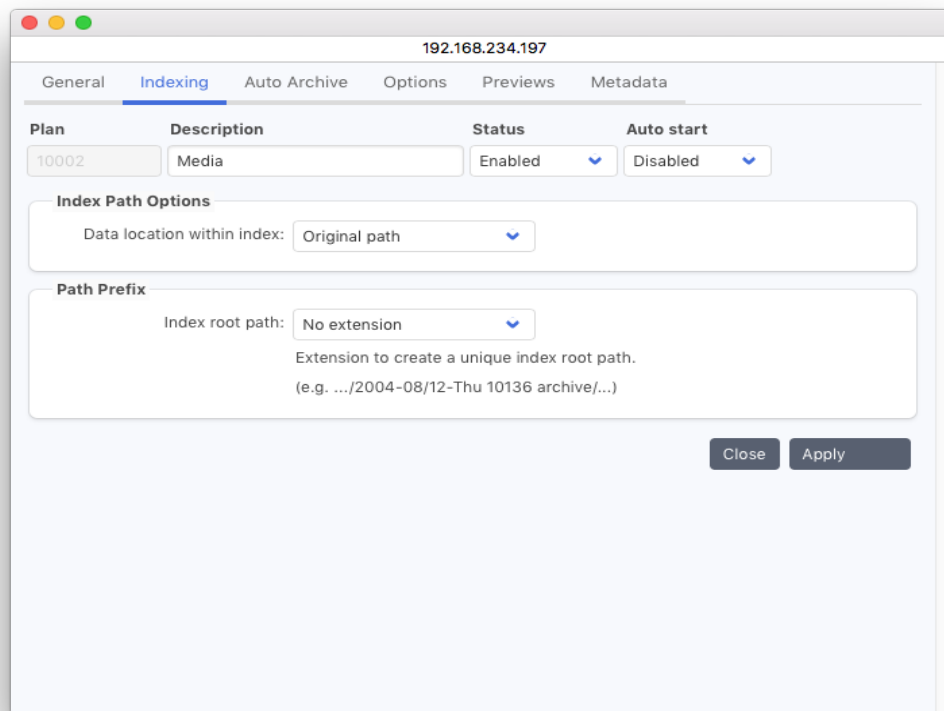 192.168.234.197
General Indexing Auto Archive Options Previews Metadata
Plan Description Status Auto start
10002 Media Enabled Disabled
Index Path Options
Data location within index: Original path
Path Prefix
Index root path: No extension
Extension to create a unique index root path.
(e.g. .../2004-08/12-Thu 10136 archive/...)
Close Apply